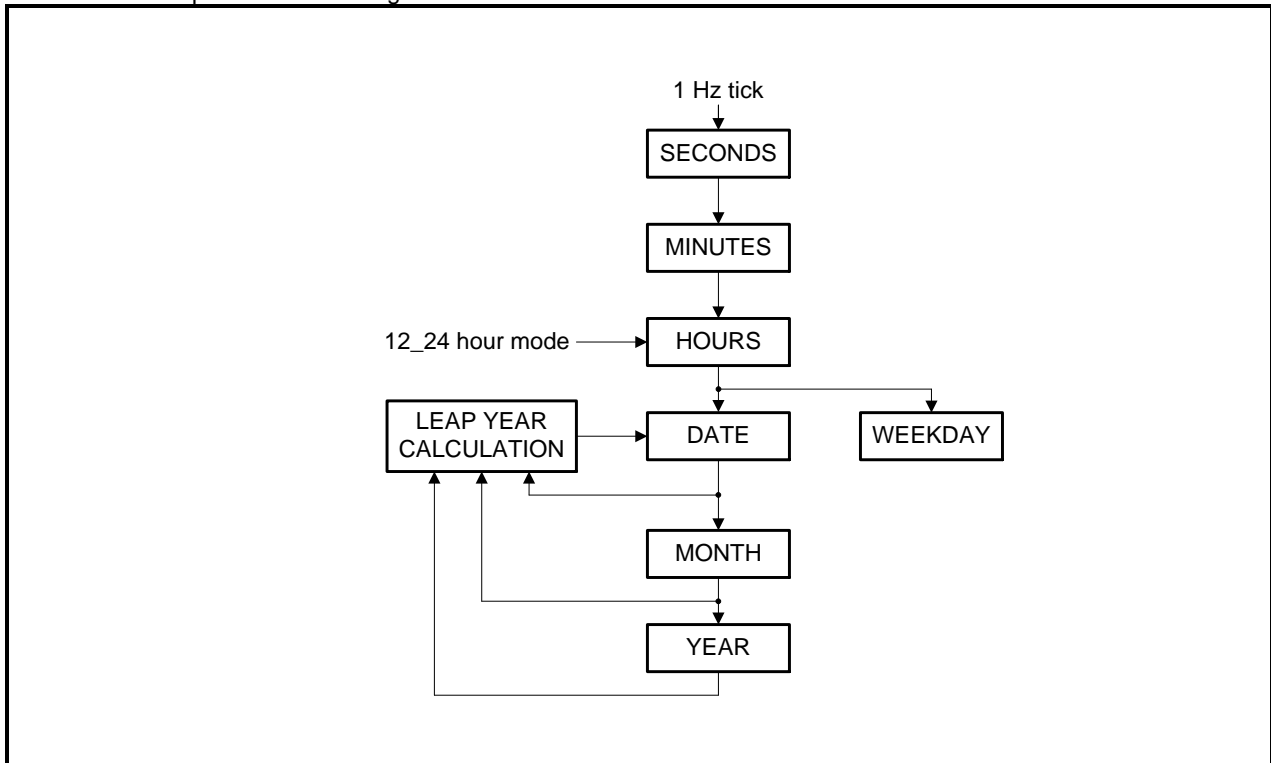 1 Hz tick
SECONDS
MINUTES
12_24 hour mode
HOURS
LEAP YEAR
CALCULATION
DATE
WEEKDAY
MONTH
YEAR